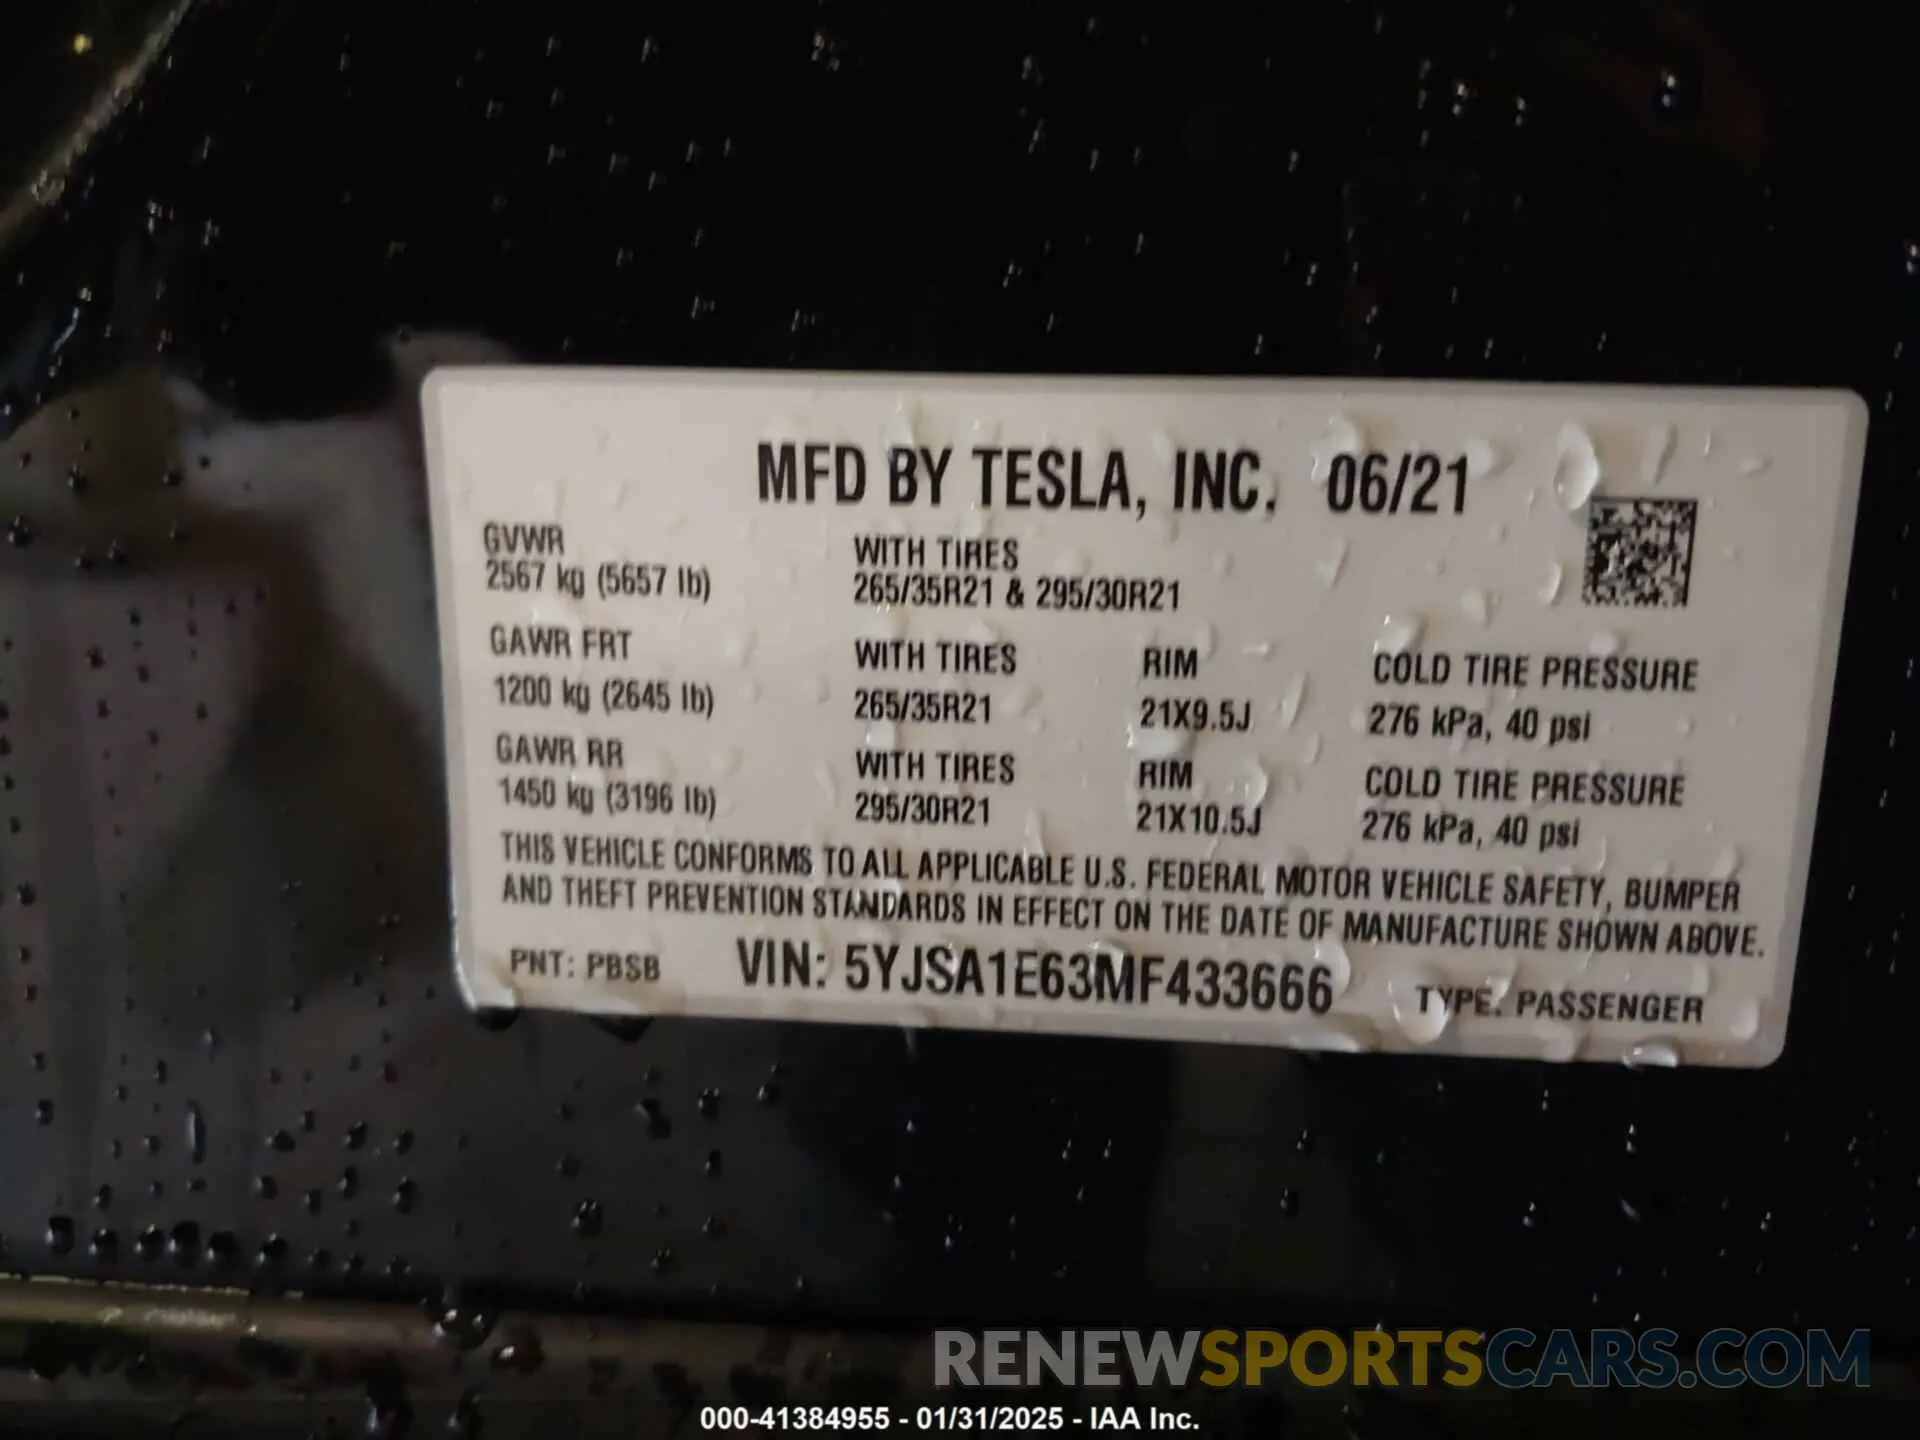 MFD BY TESLA, INC. 06/21
GVWR
2567 kg (5657 lb)
WITH TIRES
265/35R21 & 295/30R21
GAWR FRT
1200 kg (2645 lb)
WITH TIRES
265/35R21
RIM
21X9.5J
COLD TIRE PRESSURE
276 kPa, 40 psi
GAWR RR
1450 kg (3196 lb)
WITH TIRES
295/30R21
RIM
21X10.5J
COLD TIRE PRESSURE
276 kPa, 40 psi
THIS VEHICLE CONFORMS TO ALL APPLICABLE U.S. FEDERAL MOTOR VEHICLE SAFETY, BUMPER
AND THEFT PREVENTION STANDARDS IN EFFECT ON THE DATE OF MANUFACTURE SHOWN ABOVE.
PNT: PBSB
VIN: 5YJSA1E63MF433666
TYPE: PASSENGER
RENEWSPORTSCARS.COM
000-41384955 - 01/31/2025 - IAA Inc.